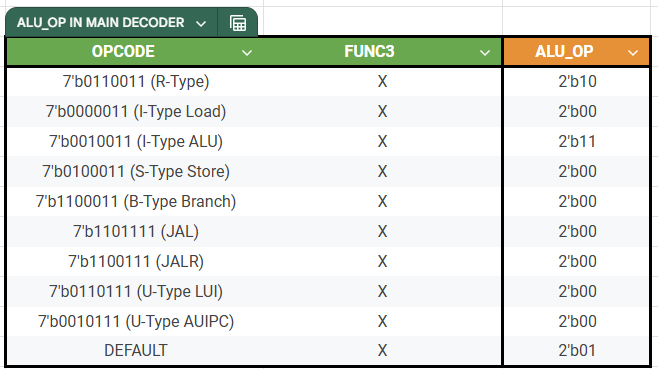 ALU_OP IN MAIN DECODER
OPCODE FUNC3 ALU_OP
7'b0110011 (R-Type) X 2'b10
7'b0000011 (I-Type Load) X 2'b00
7'b0010011 (I-Type ALU) X 2'b11
7'b0100011 (S-Type Store) X 2'b00
7'b1100011 (B-Type Branch) X 2'b00
7'b1101111 (JAL) X 2'b00
7'b1100111 (JALR) X 2'b00
7'b0110111 (U-Type LUI) X 2'b00
7'b0010111 (U-Type AUIPC) X 2'b00
DEFAULT X 2'b01